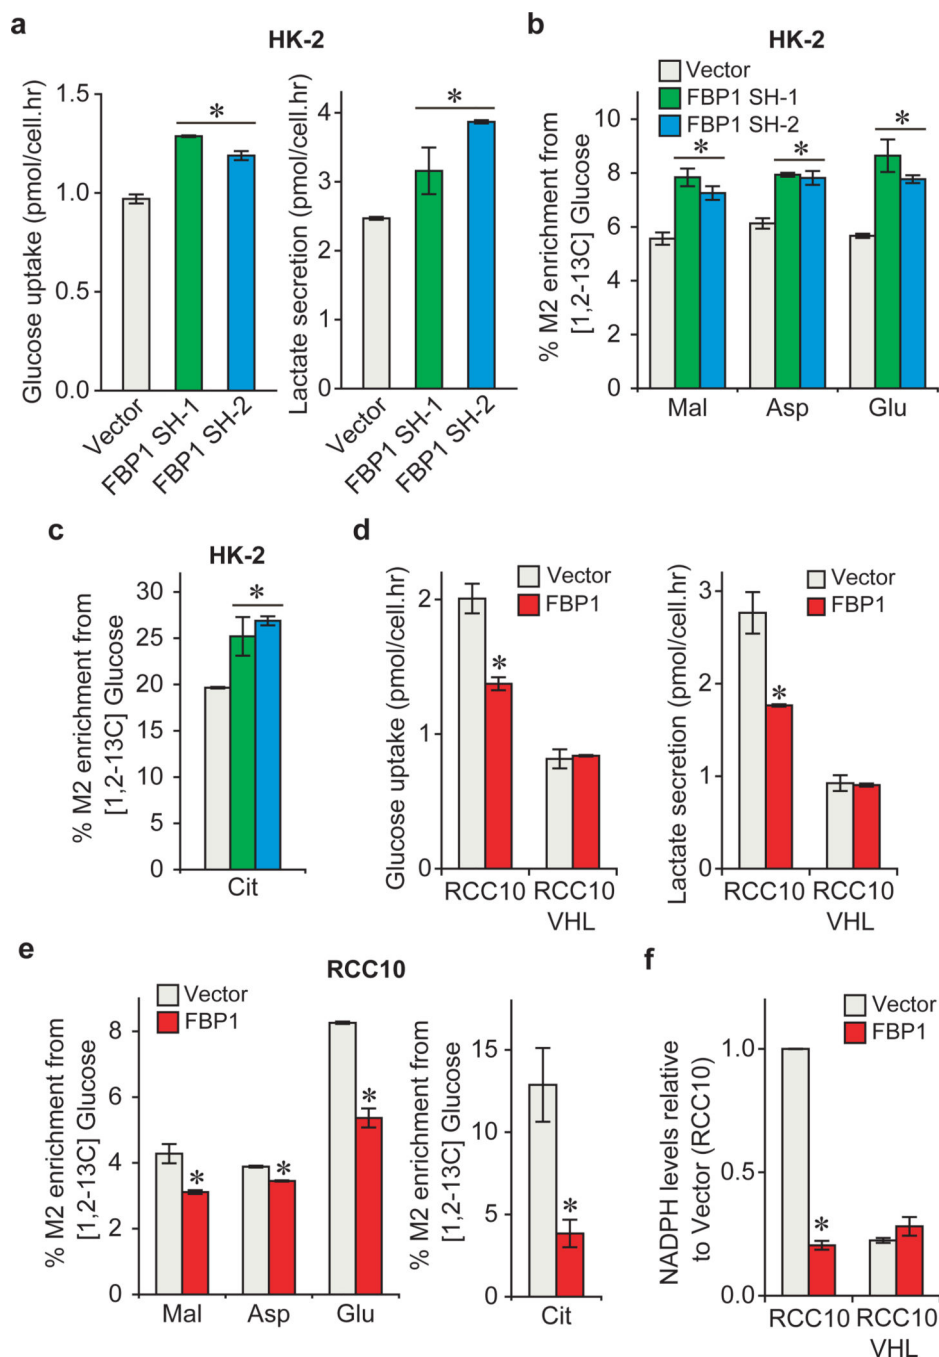 a
HK-2
Glucose uptake (pmol/cell.hr)
1.5
1.0
0.5
0.0
*
Vector
FBP1 SH-1
FBP1 SH-2
Lactate secretion (pmol/cell.hr)
4
3
2
1
0
*
Vector
FBP1 SH-1
FBP1 SH-2
b
HK-2
Vector
FBP1 SH-1
FBP1 SH-2
% M2 enrichment from
[1,2-13C] Glucose
10
8
6
4
2
0
*
*
*
Mal
Asp
Glu
c
HK-2
% M2 enrichment from
[1,2-13C] Glucose
30
25
20
15
10
5
0
*
Cit
d
Vector
FBP1
Glucose uptake (pmol/cell.hr)
2
1
0
*
RCC10
RCC10
VHL
Vector
FBP1
Lactate secretion (pmol/cell.hr)
3
2
1
0
*
RCC10
RCC10
VHL
e
RCC10
Vector
FBP1
% M2 enrichment from
[1,2-13C] Glucose
8
6
4
2
0
*
*
*
Mal
Asp
Glu
% M2 enrichment from
[1,2-13C] Glucose
15
10
5
0
*
Cit
f
Vector
FBP1
NADPH levels relative
to Vector (RCC10)
1.0
0.5
0.0
*
RCC10
RCC10
VHL